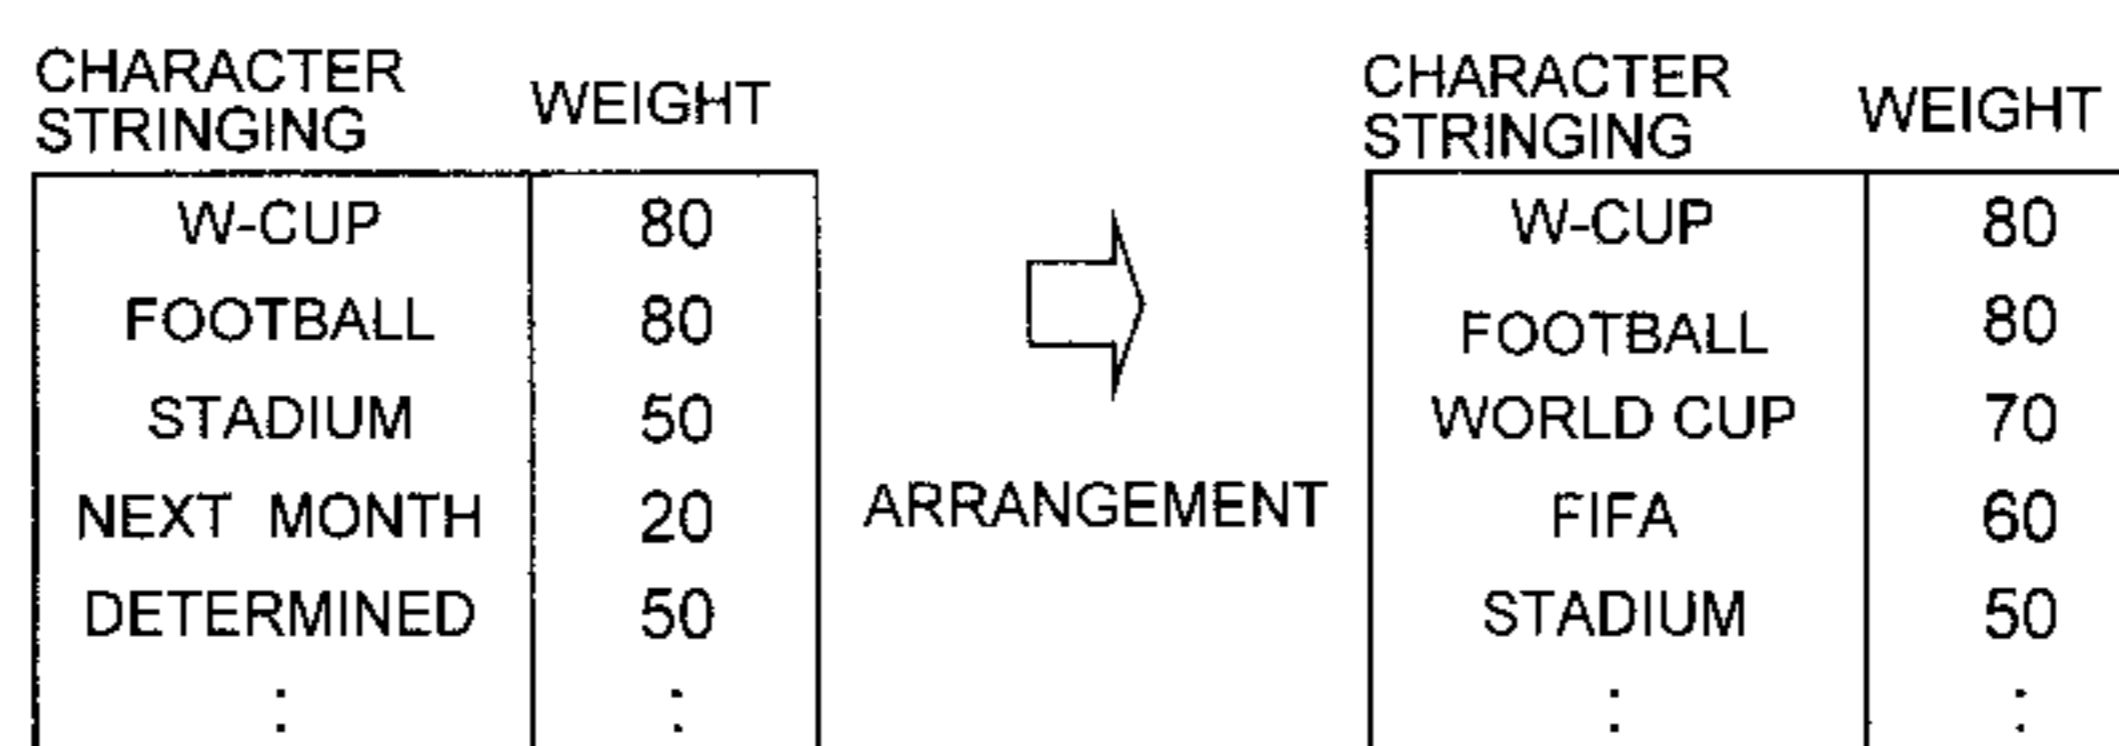 CHARACTER
STRINGING
WEIGHT
W-CUP 80
FOOTBALL 80
STADIUM 50
NEXT MONTH 20
DETERMINED 50
: :
ARRANGEMENT
CHARACTER
STRINGING
WEIGHT
W-CUP 80
FOOTBALL 80
WORLD CUP 70
FIFA 60
STADIUM 50
: :